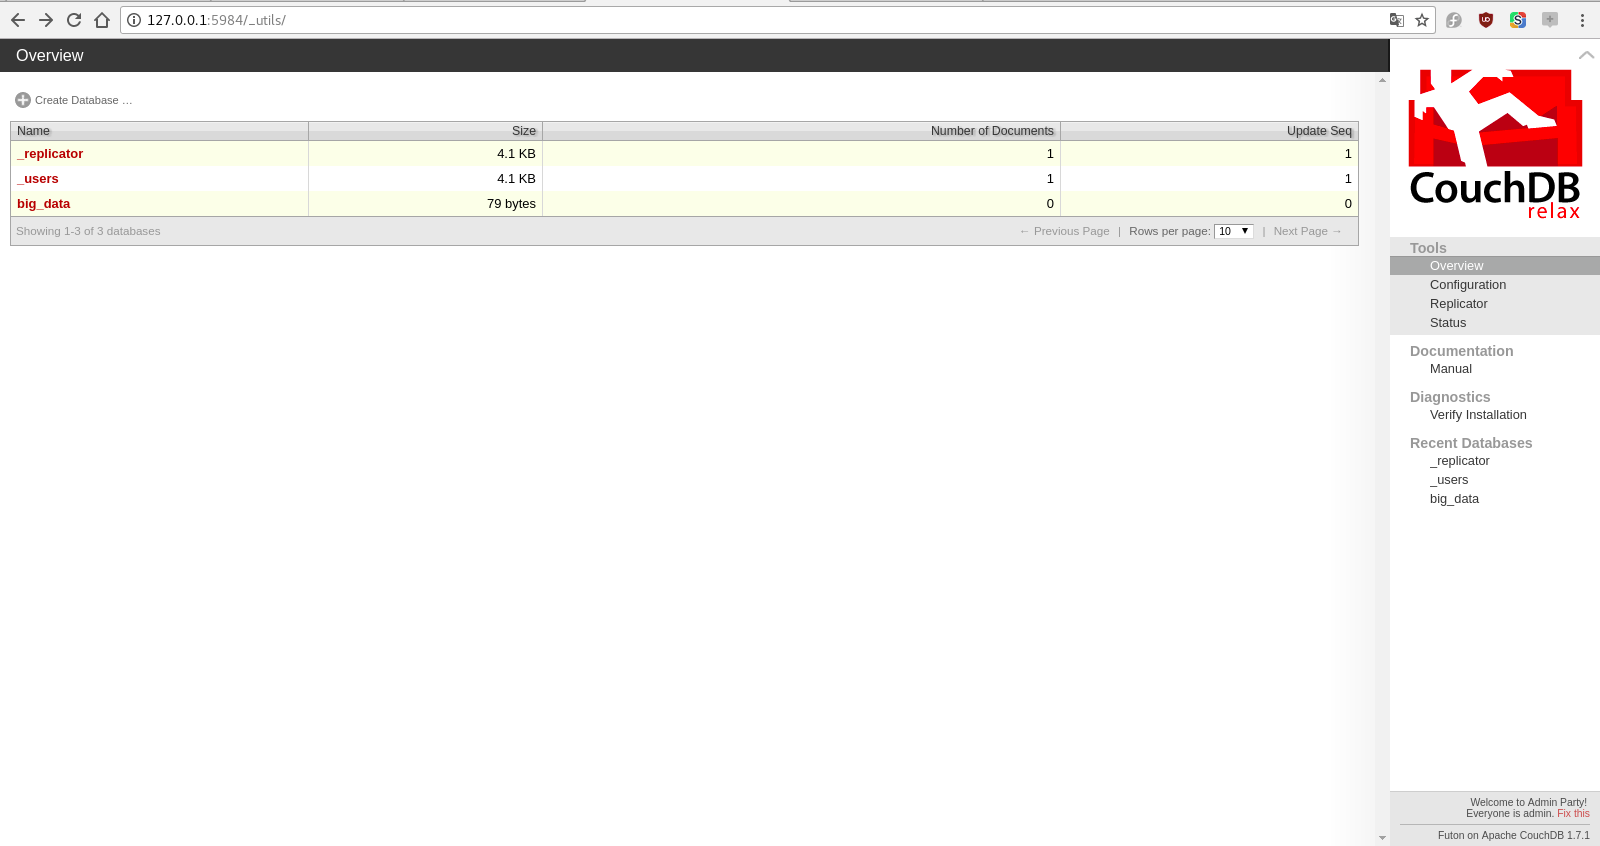 127.0.0.1:5984/_utils/
Overview
Create Database …
Name Size Number of Documents Update Seq
_replicator 4.1 KB 1 1
_users 4.1 KB 1 1
big_data 79 bytes 0 0
Showing 1-3 of 3 databases ← Previous Page | Rows per page: 10 | Next Page →
CouchDB
relax
Tools
Overview
Configuration
Replicator
Status
Documentation
Manual
Diagnostics
Verify Installation
Recent Databases
_replicator
_users
big_data
Welcome to Admin Party!
Everyone is admin. Fix this
Futon on Apache CouchDB 1.7.1